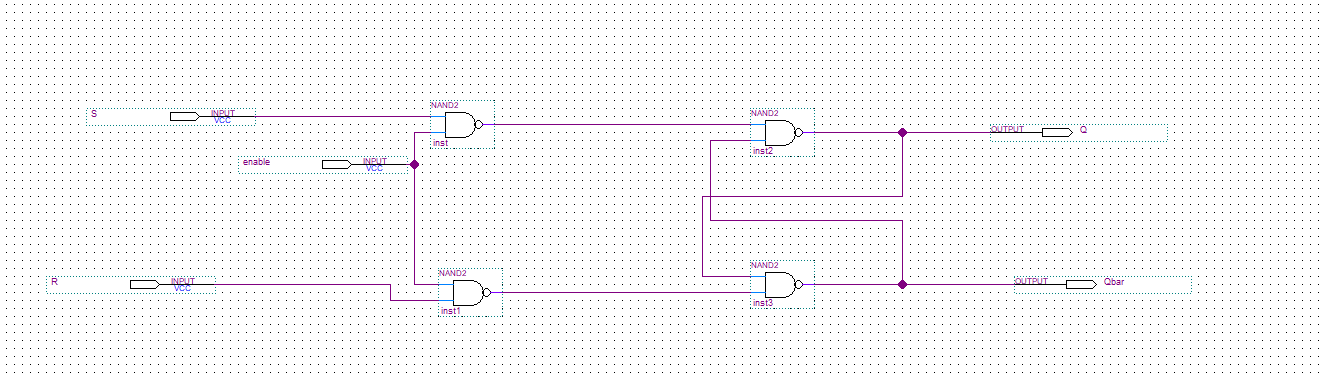 NAND2
S
INPUT
VCC
inst
NAND2
inst2
OUTPUT
Q
enable
INPUT
VCC
R
INPUT
VCC
NAND2
inst1
NAND2
inst3
OUTPUT
Qbar